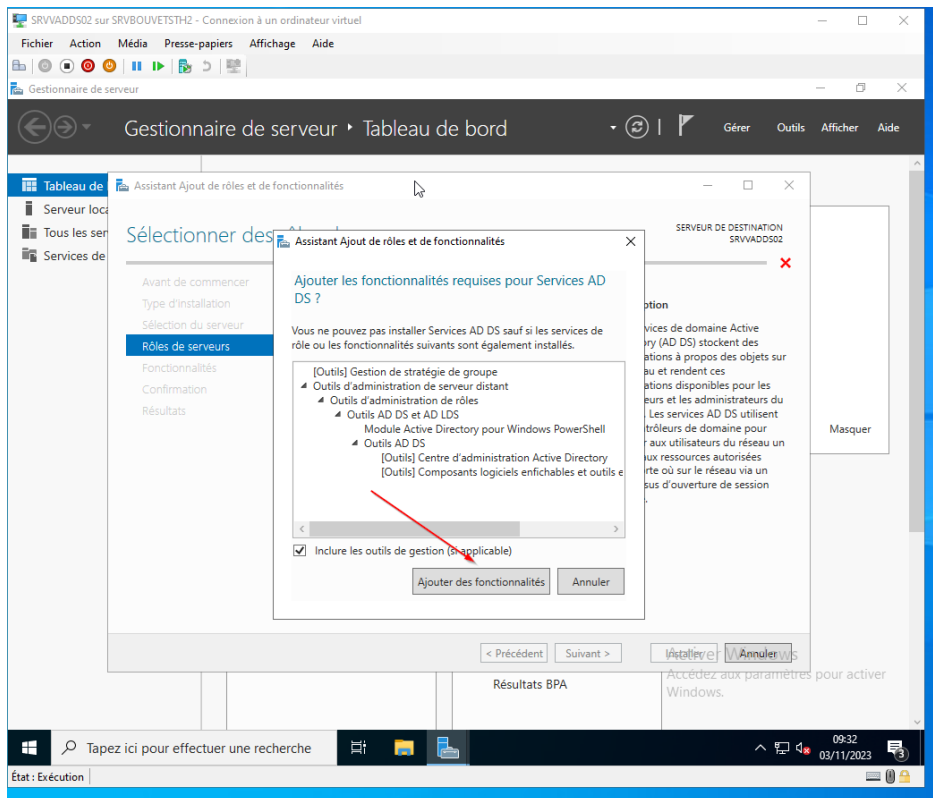 SRVVADDS02 sur SRVBOUVETSTH2 - Connexion à un ordinateur virtuel
Fichier Action Média Presse-papiers Affichage Aide
Gestionnaire de serveur
Gestionnaire de serveur Tableau de bord
Gérer Outils Afficher Aide
Tableau de
Serveur loca
Tous les ser
Services de
Assistant Ajout de rôles et de fonctionnalités
Sélectionner des
SERVEUR DE DESTINATION
SRVVADDS02
Avant de commencer
Type d'installation
Sélection du serveur
Rôles de serveurs
Fonctionnalités
Confirmation
Résultats
Assistant Ajout de rôles et de fonctionnalités
Ajouter les fonctionnalités requises pour Services AD
DS ?
Vous ne pouvez pas installer Services AD DS sauf si les services de
rôle ou les fonctionnalités suivants sont également installés.
[Outils] Gestion de stratégie de groupe
Outils d'administration de serveur distant
Outils d'administration de rôles
Outils AD DS et AD LDS
Module Active Directory pour Windows PowerShell
Outils AD DS
[Outils] Centre d'administration Active Directory
[Outils] Composants logiciels enfichables et outils e
Inclure les outils de gestion (si applicable)
Ajouter des fonctionnalités Annuler
ption
vices de domaine Active
ory (AD DS) stockent des
ations à propos des objets sur
au et rendent ces
ations disponibles pour les
eurs et les administrateurs du
. Les services AD DS utilisent
trôleurs de domaine pour
r aux utilisateurs du réseau un
aux ressources autorisées
rte où sur le réseau via un
sus d'ouverture de session
.
Masquer
< Précédent Suivant > Installer Annuler
Activer Windows
Accédez aux paramètres pour activer
Windows.
Résultats BPA
Tapez ici pour effectuer une recherche
09:32
03/11/2023
3
État : Exécution